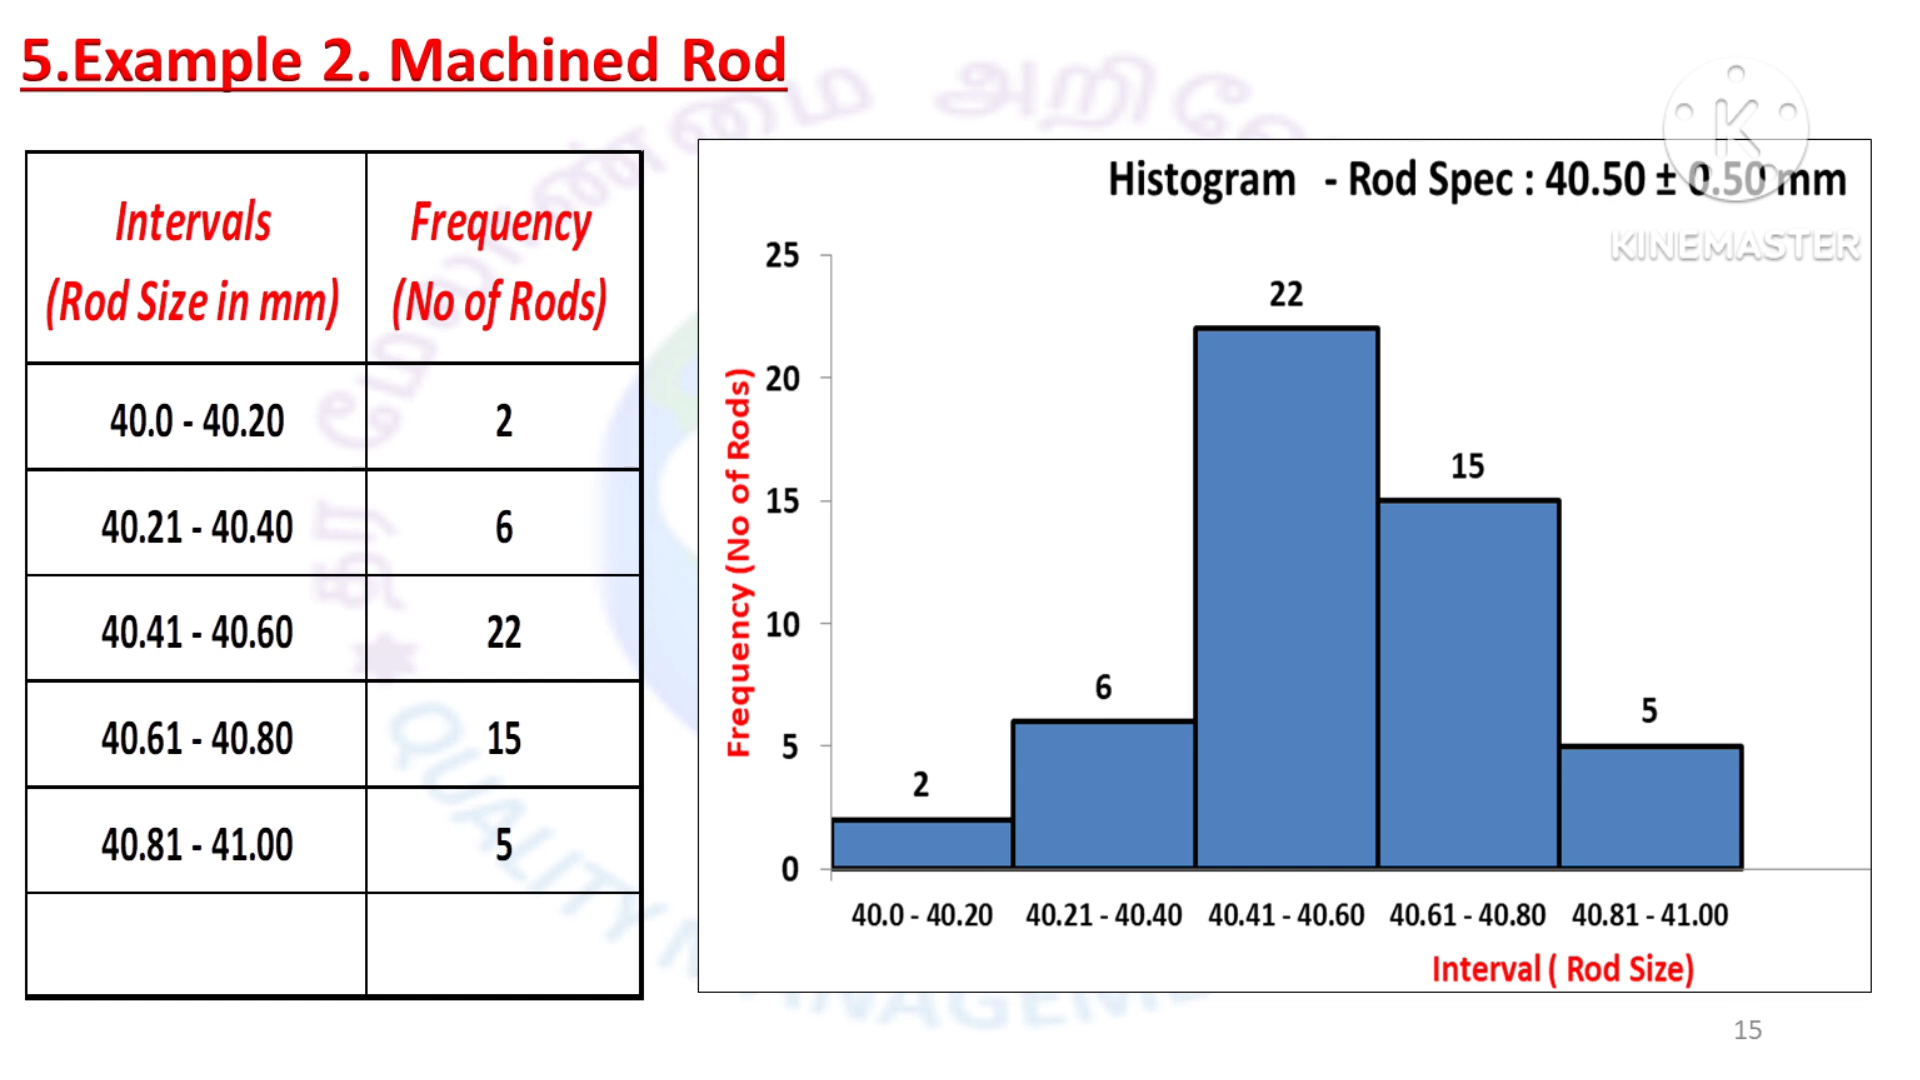 5.Example 2. Machined Rod
Intervals
(Rod Size in mm)
Frequency
(No of Rods)
40.0 - 40.20
2
40.21 - 40.40
6
40.41 - 40.60
22
40.61 - 40.80
15
40.81 - 41.00
5
Histogram - Rod Spec : 40.50 ± 0.50 mm
KINEMASTER
Frequency (No of Rods)
25
20
15
10
5
0
2
6
22
15
5
40.0 - 40.20
40.21 - 40.40
40.41 - 40.60
40.61 - 40.80
40.81 - 41.00
Interval ( Rod Size)
QUALITY
15